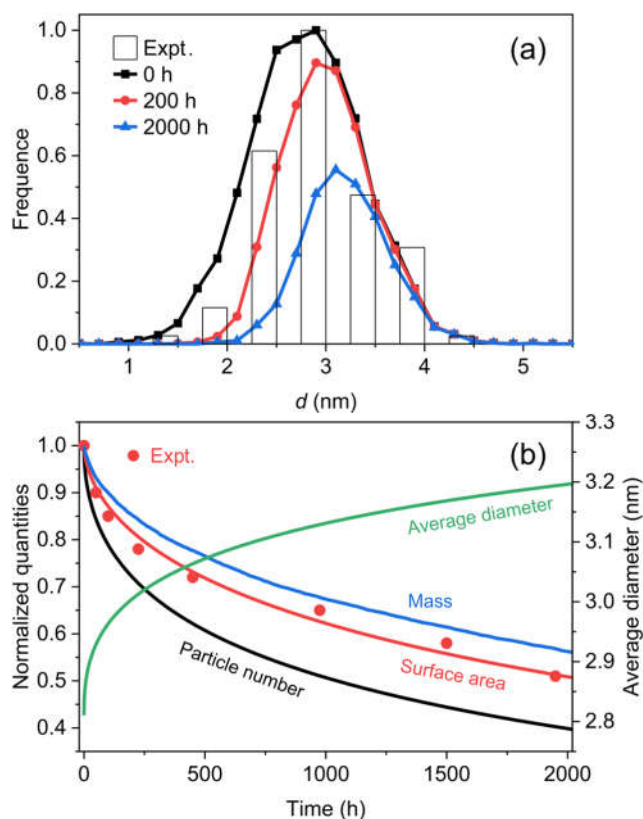 (a)
Expt.
0 h
200 h
2000 h
Frequence
1.0
0.8
0.6
0.4
0.2
0.0
1 2 3 4 5
d (nm)
(b)
Expt.
Average diameter
Mass
Surface area
Particle number
Normalized quantities
1.0
0.9
0.8
0.7
0.6
0.5
0.4
Average diameter (nm)
3.3
3.2
3.1
3.0
2.9
2.8
0 500 1000 1500 2000
Time (h)